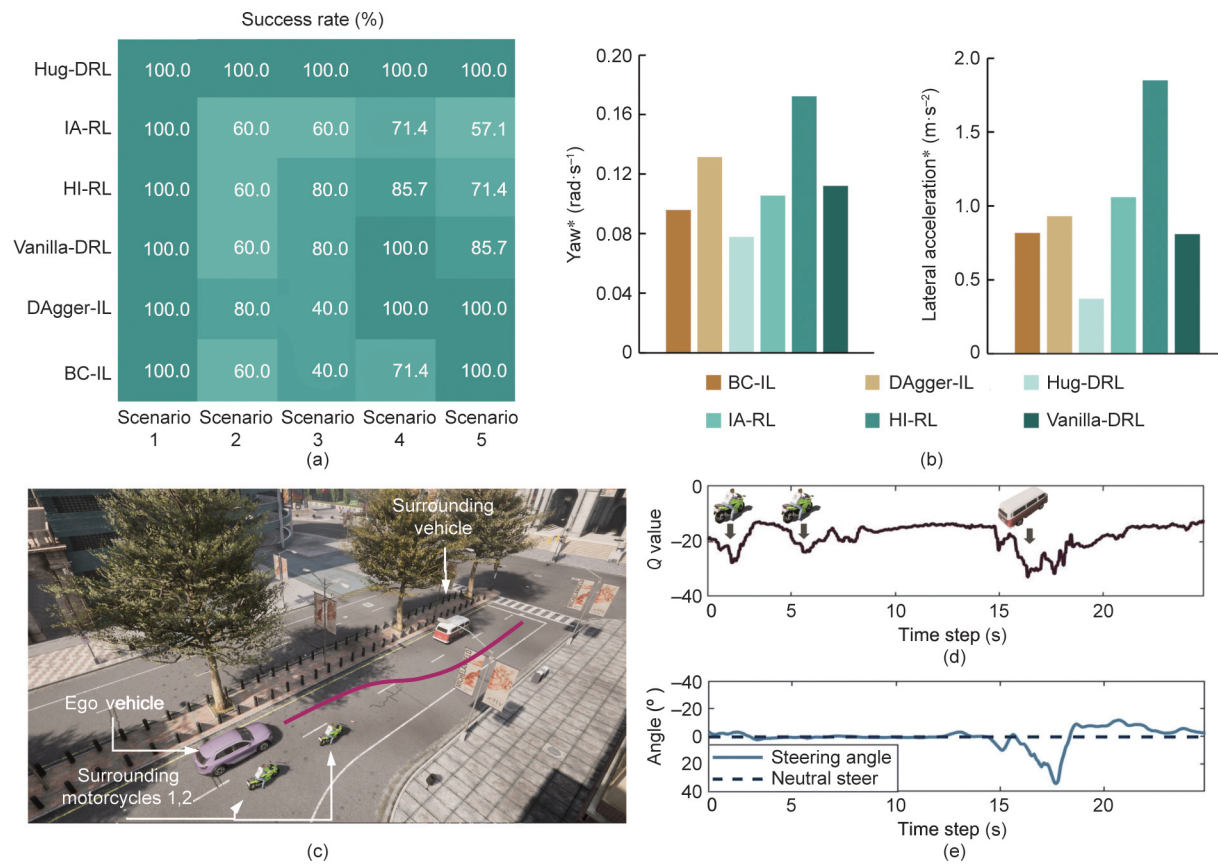 Success rate (%)
Hug-DRL 100.0 100.0 100.0 100.0 100.0
IA-RL 100.0 60.0 60.0 71.4 57.1
HI-RL 100.0 60.0 80.0 85.7 71.4
Vanilla-DRL 100.0 60.0 80.0 100.0 85.7
DAgger-IL 100.0 80.0 40.0 100.0 100.0
BC-IL 100.0 60.0 40.0 71.4 100.0
Scenario Scenario Scenario Scenario Scenario
1 2 3 4 5
(a)
Yaw* (rad·s⁻¹)
0.20
0.16
0.12
0.08
0.04
0
Lateral acceleration* (m·s⁻²)
2.0
1.5
1.0
0.5
0
BC-IL DAgger-IL Hug-DRL
IA-RL HI-RL Vanilla-DRL
(b)
Surrounding
vehicle
Ego vehicle
Surrounding
motorcycles 1,2
(c)
Q value
0
−20
−40
0 5 10 15 20
Time step (s)
(d)
Angle (°)
−40
−20
0
20
40
Steering angle
Neutral steer
0 5 10 15 20
Time step (s)
(e)